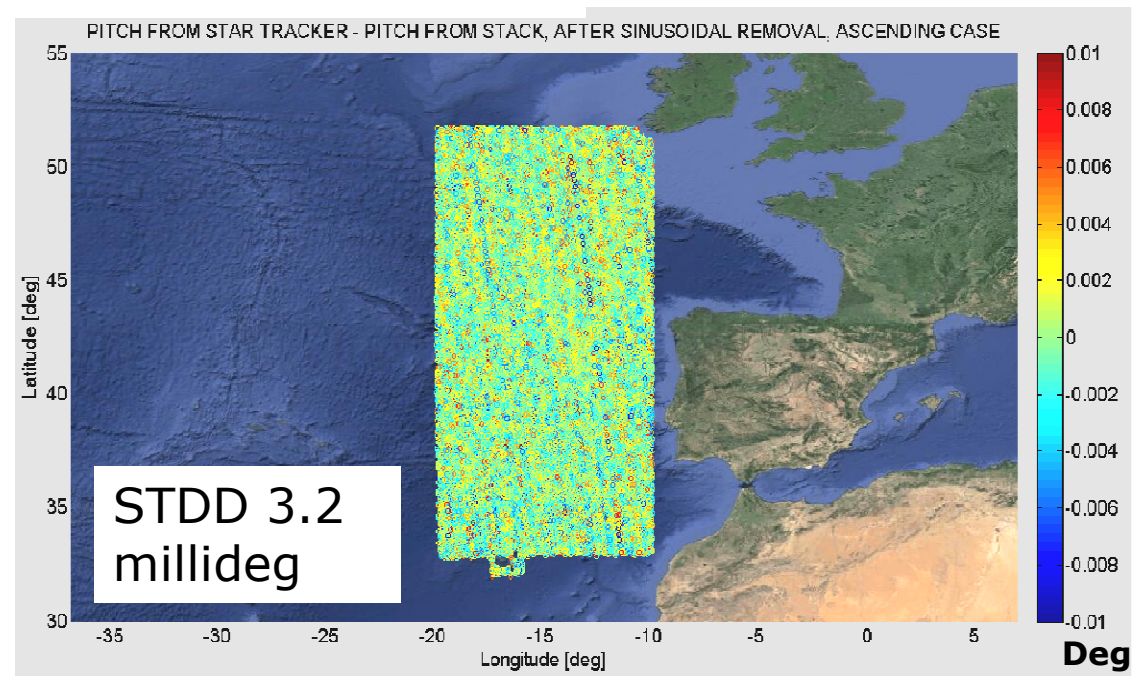 PITCH FROM STAR TRACKER - PITCH FROM STACK, AFTER SINUSOIDAL REMOVAL, ASCENDING CASE
55
50
45
40
35
30
Latitude [deg]
-35 -30 -25 -20 -15 -10 -5 0 5
Longitude [deg]
STDD 3.2
millideg
0.01
0.008
0.006
0.004
0.002
0
-0.002
-0.004
-0.006
-0.008
-0.01
Deg